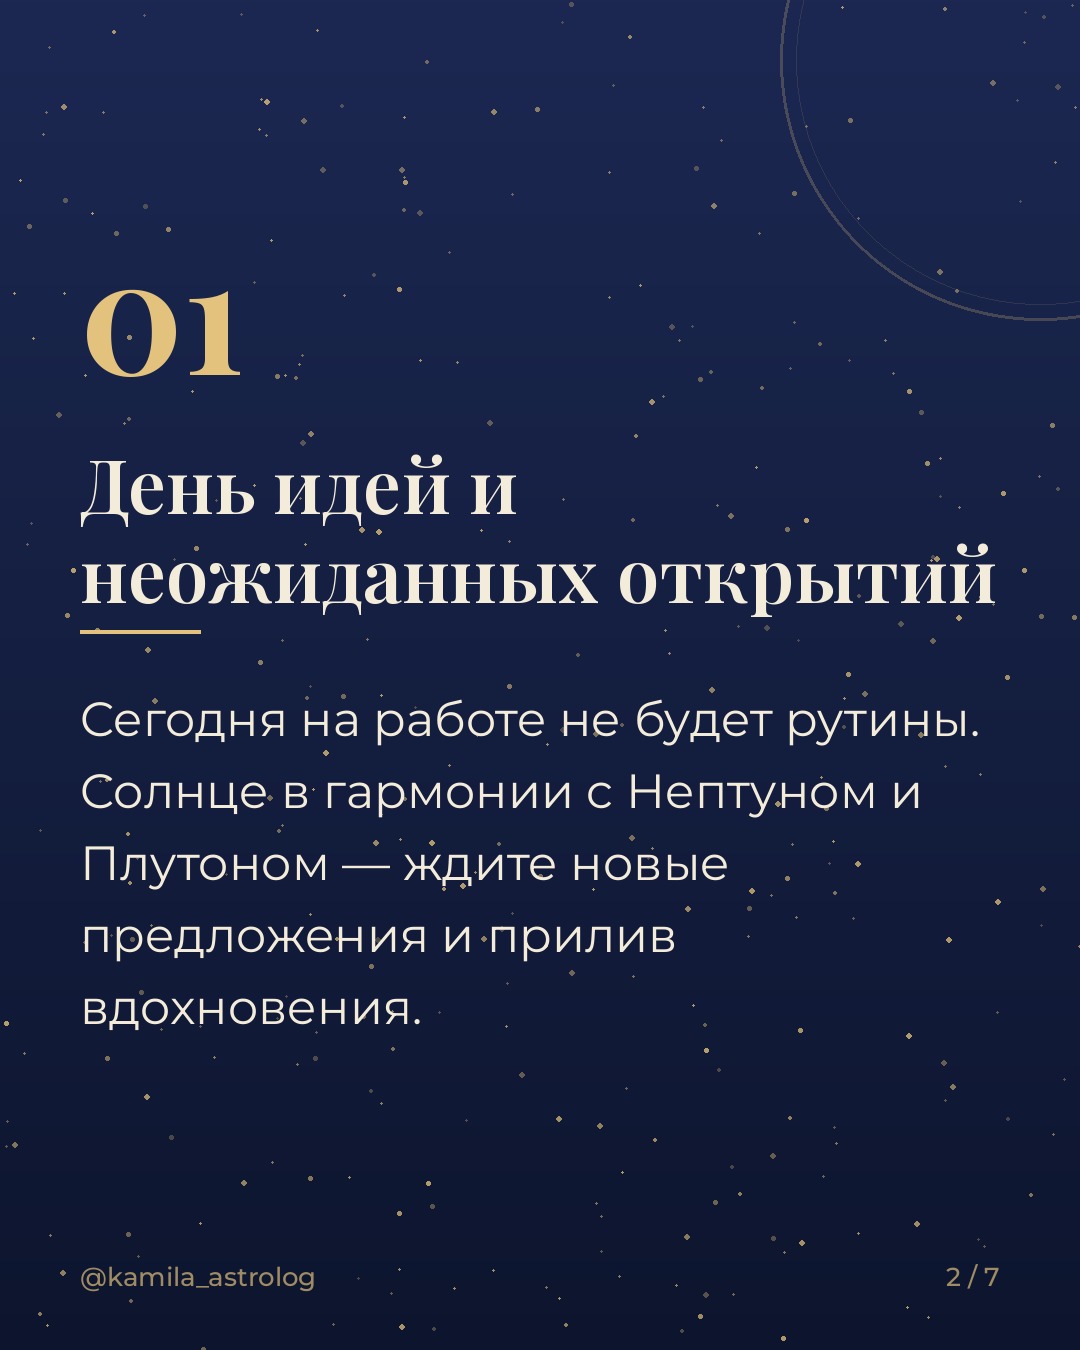 01
День идей и
неожиданных открытий
Сегодня на работе не будет рутины.
Солнце в гармонии с Нептуном и
Плутоном — ждите новые
предложения и прилив
вдохновения.
@kamila_astrolog
2 / 7